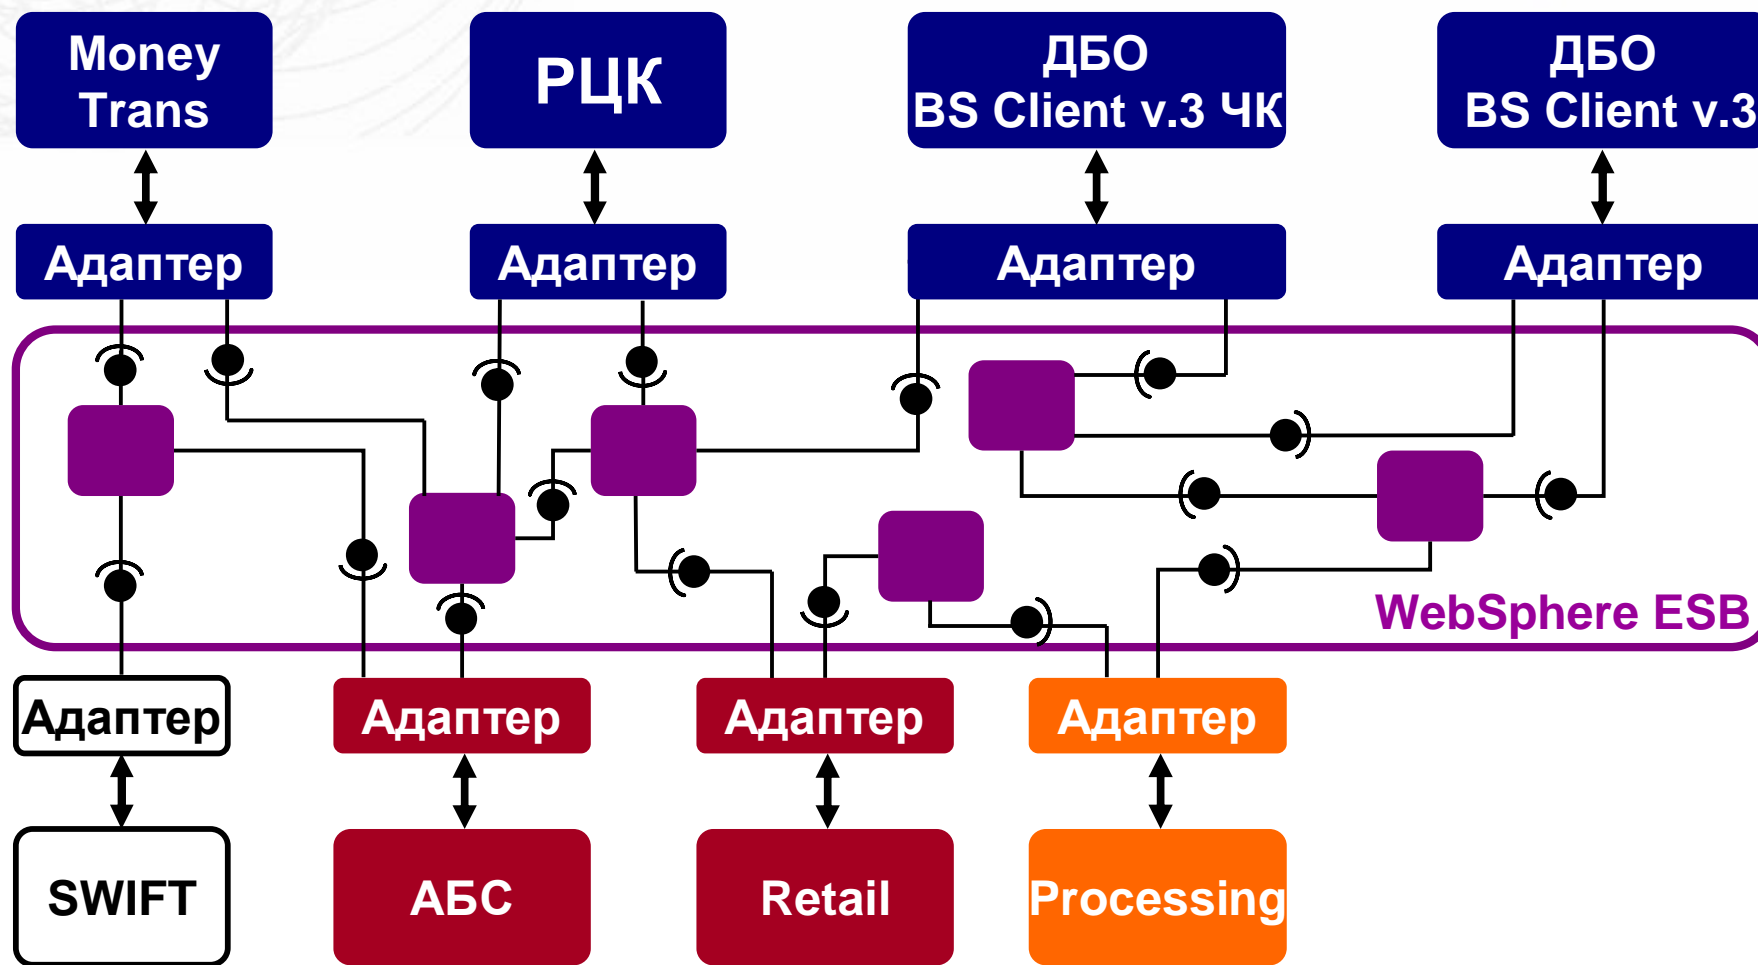 Money
Trans
РЦК
ДБО
BS Client v.3 ЧК
ДБО
BS Client v.3
Адаптер
Адаптер
Адаптер
Адаптер
WebSphere ESB
Адаптер
Адаптер
Адаптер
Адаптер
SWIFT
АБС
Retail
Processing